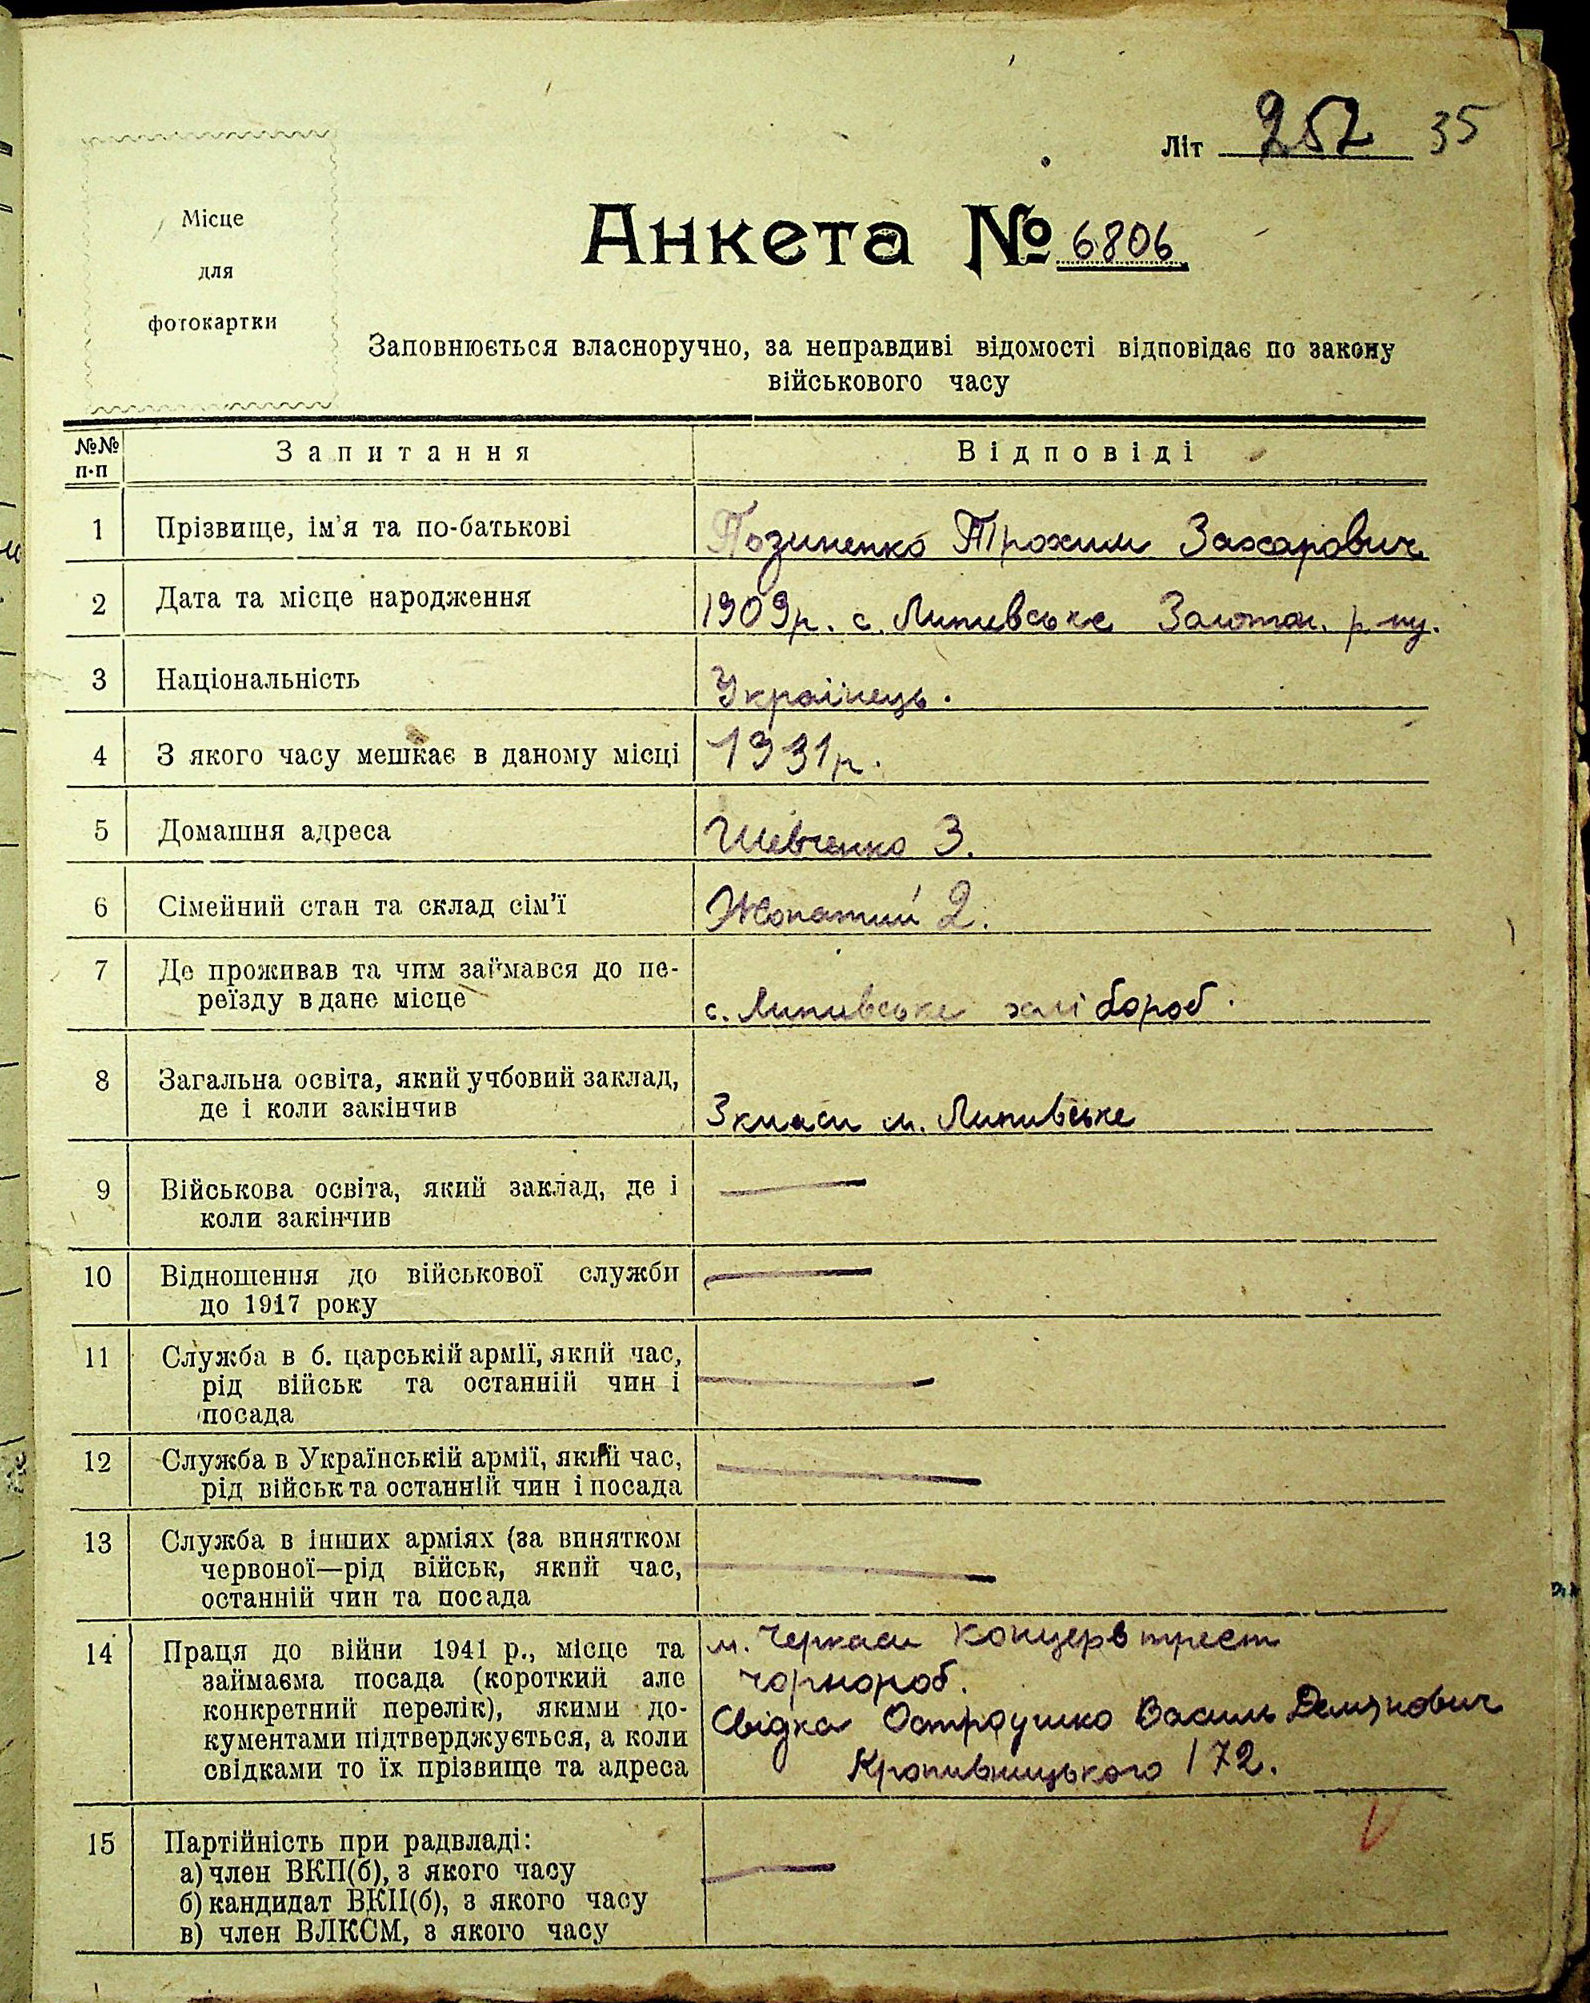 Літ 252 35
Місце
для
фотокартки
Анкета № 6806
Заповнюється власноручно, за неправдиві відомості відповідає по закону
військового часу
№№ п-п Запитання Відповіді
1 Прізвище, ім'я та по-батькові Позиненко Трохим Захарович
2 Дата та місце народження 1909р. с. Липивське Золотон. р-ну.
3 Національність Українець.
4 З якого часу мешкає в даному місці 1931р.
5 Домашня адреса Шевченко 3.
6 Сімейний стан та склад сім'ї Жонатий 2.
7 Де проживав та чим займався до пе-
реїзду в дане місце с. Липивське хлібороб.
8 Загальна освіта, який учбовий заклад,
де і коли закінчив 3 класи м. Липивське
9 Військова освіта, який заклад, де і
коли закінчив —
10 Відношення до військової служби
до 1917 року —
11 Служба в б. царській армії, який час,
рід військ та останній чин і
посада —
12 Служба в Українській армії, який час,
рід військ та останній чин і посада —
13 Служба в інших арміях (за винятком
червоної—рід військ, який час,
останній чин та посада —
14 Праця до війни 1941 р., місце та м. Черкаси Концервтрест
займаєма посада (короткий але чорнороб.
конкретний перелік), якими до-
кументами підтверджується, а коли Свідка Остроушко Василь Демянович
свідками то їх прізвище та адреса Кропивницького 172.
15 Партійність при радвладі:
а) член ВКП(б), з якого часу —
б) кандидат ВКП(б), з якого часу
в) член ВЛКСМ, з якого часу